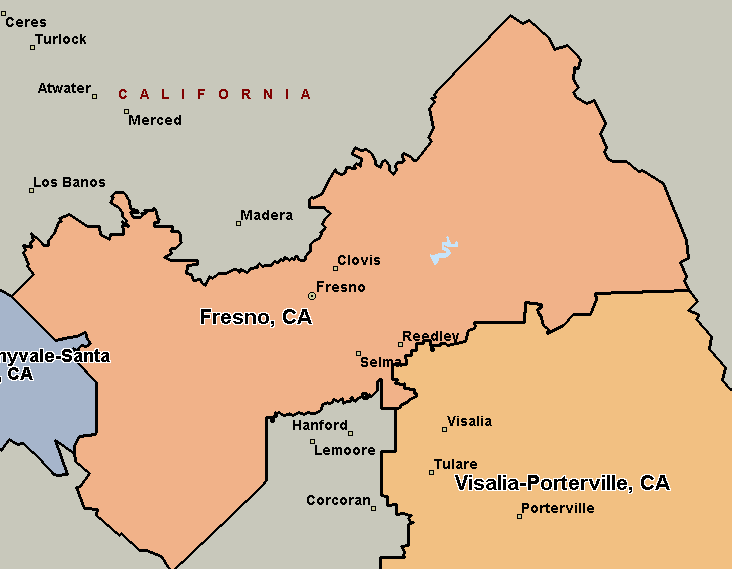 Ceres
Turlock
Atwater
CALIFORNIA
Merced
Los Banos
Madera
Clovis
Fresno
Fresno, CA
Reedley
nyvale-Santa
, CA
Selma
Hanford
Visalia
Lemoore
Tulare
Visalia-Porterville, CA
Corcoran
Porterville